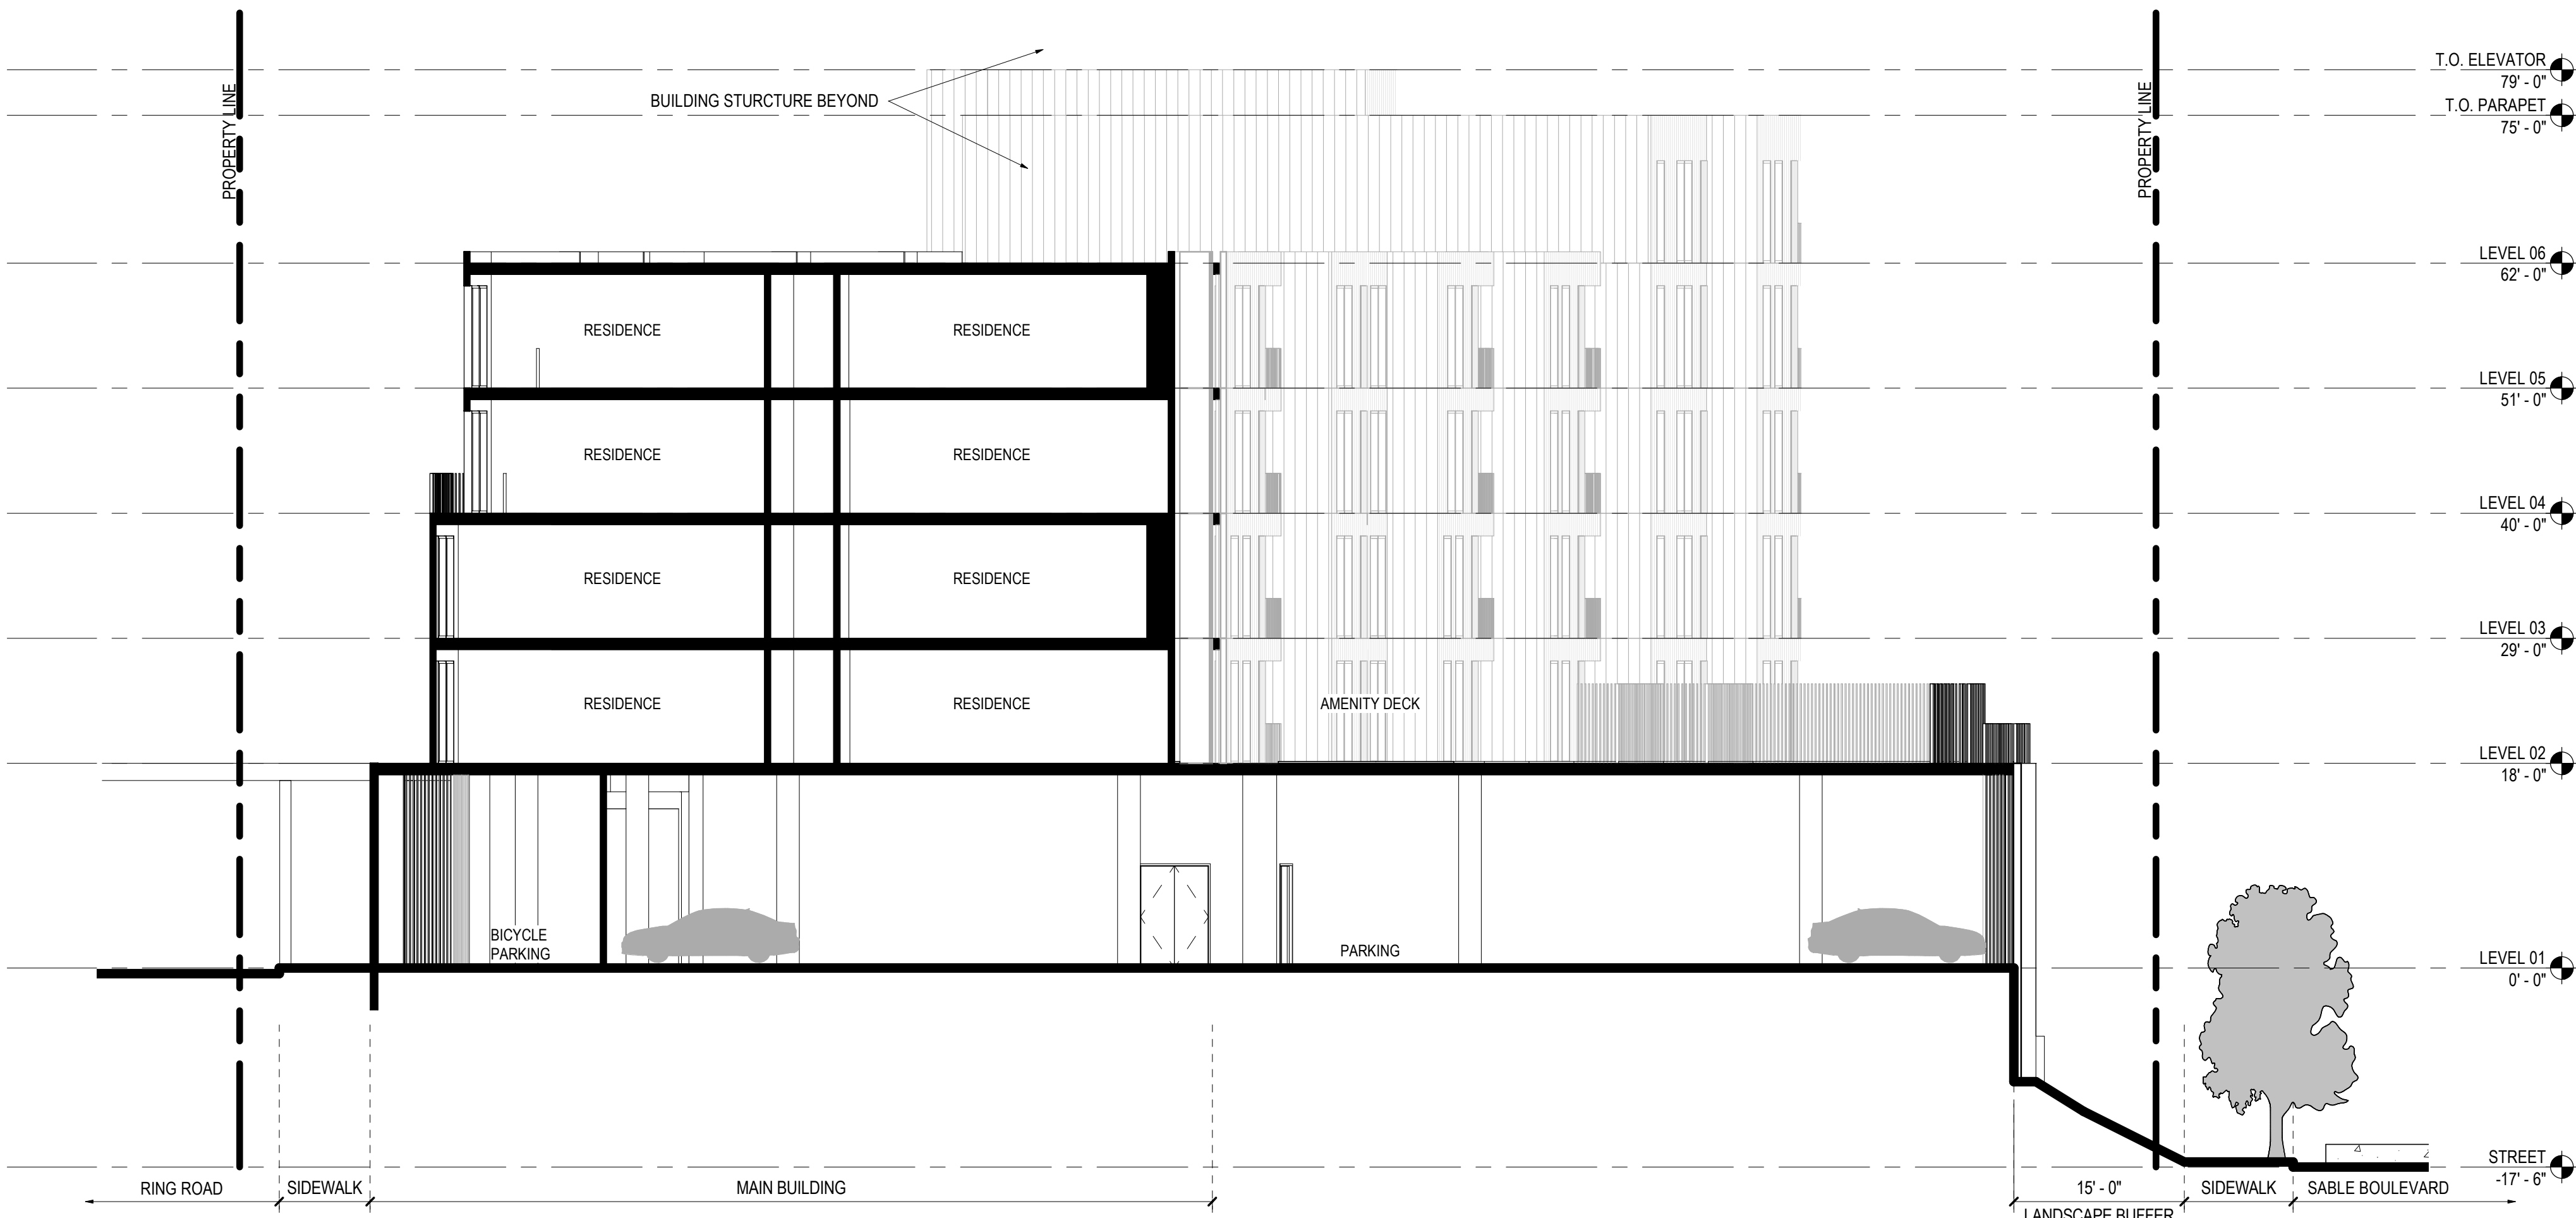 T.O. ELEVATOR
79' - 0"
T.O. PARAPET
75' - 0"
PROPERTY LINE
PROPERTY LINE
BUILDING STURCTURE BEYOND
LEVEL 06
62' - 0"
RESIDENCE
RESIDENCE
LEVEL 05
51' - 0"
RESIDENCE
RESIDENCE
LEVEL 04
40' - 0"
RESIDENCE
RESIDENCE
LEVEL 03
29' - 0"
RESIDENCE
RESIDENCE
AMENITY DECK
LEVEL 02
18' - 0"
BICYCLE
PARKING
PARKING
LEVEL 01
0' - 0"
STREET
-17' - 6"
RING ROAD
SIDEWALK
MAIN BUILDING
15' - 0"
LANDSCAPE BUFFER
SIDEWALK
SABLE BOULEVARD